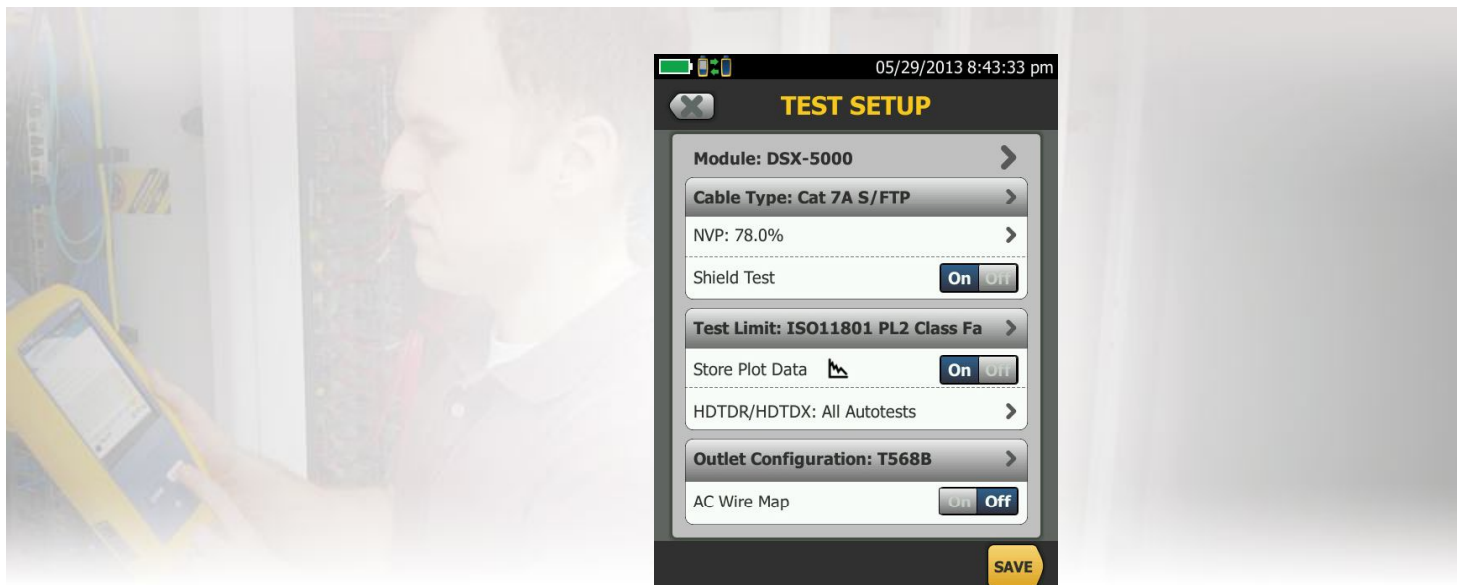 05/29/2013 8:43:33 pm
TEST SETUP
Module: DSX-5000
Cable Type: Cat 7A S/FTP
NVP: 78.0%
Shield Test On Off
Test Limit: ISO11801 PL2 Class Fa
Store Plot Data On Off
HDTDR/HDTDX: All Autotests
Outlet Configuration: T568B
AC Wire Map On Off
SAVE